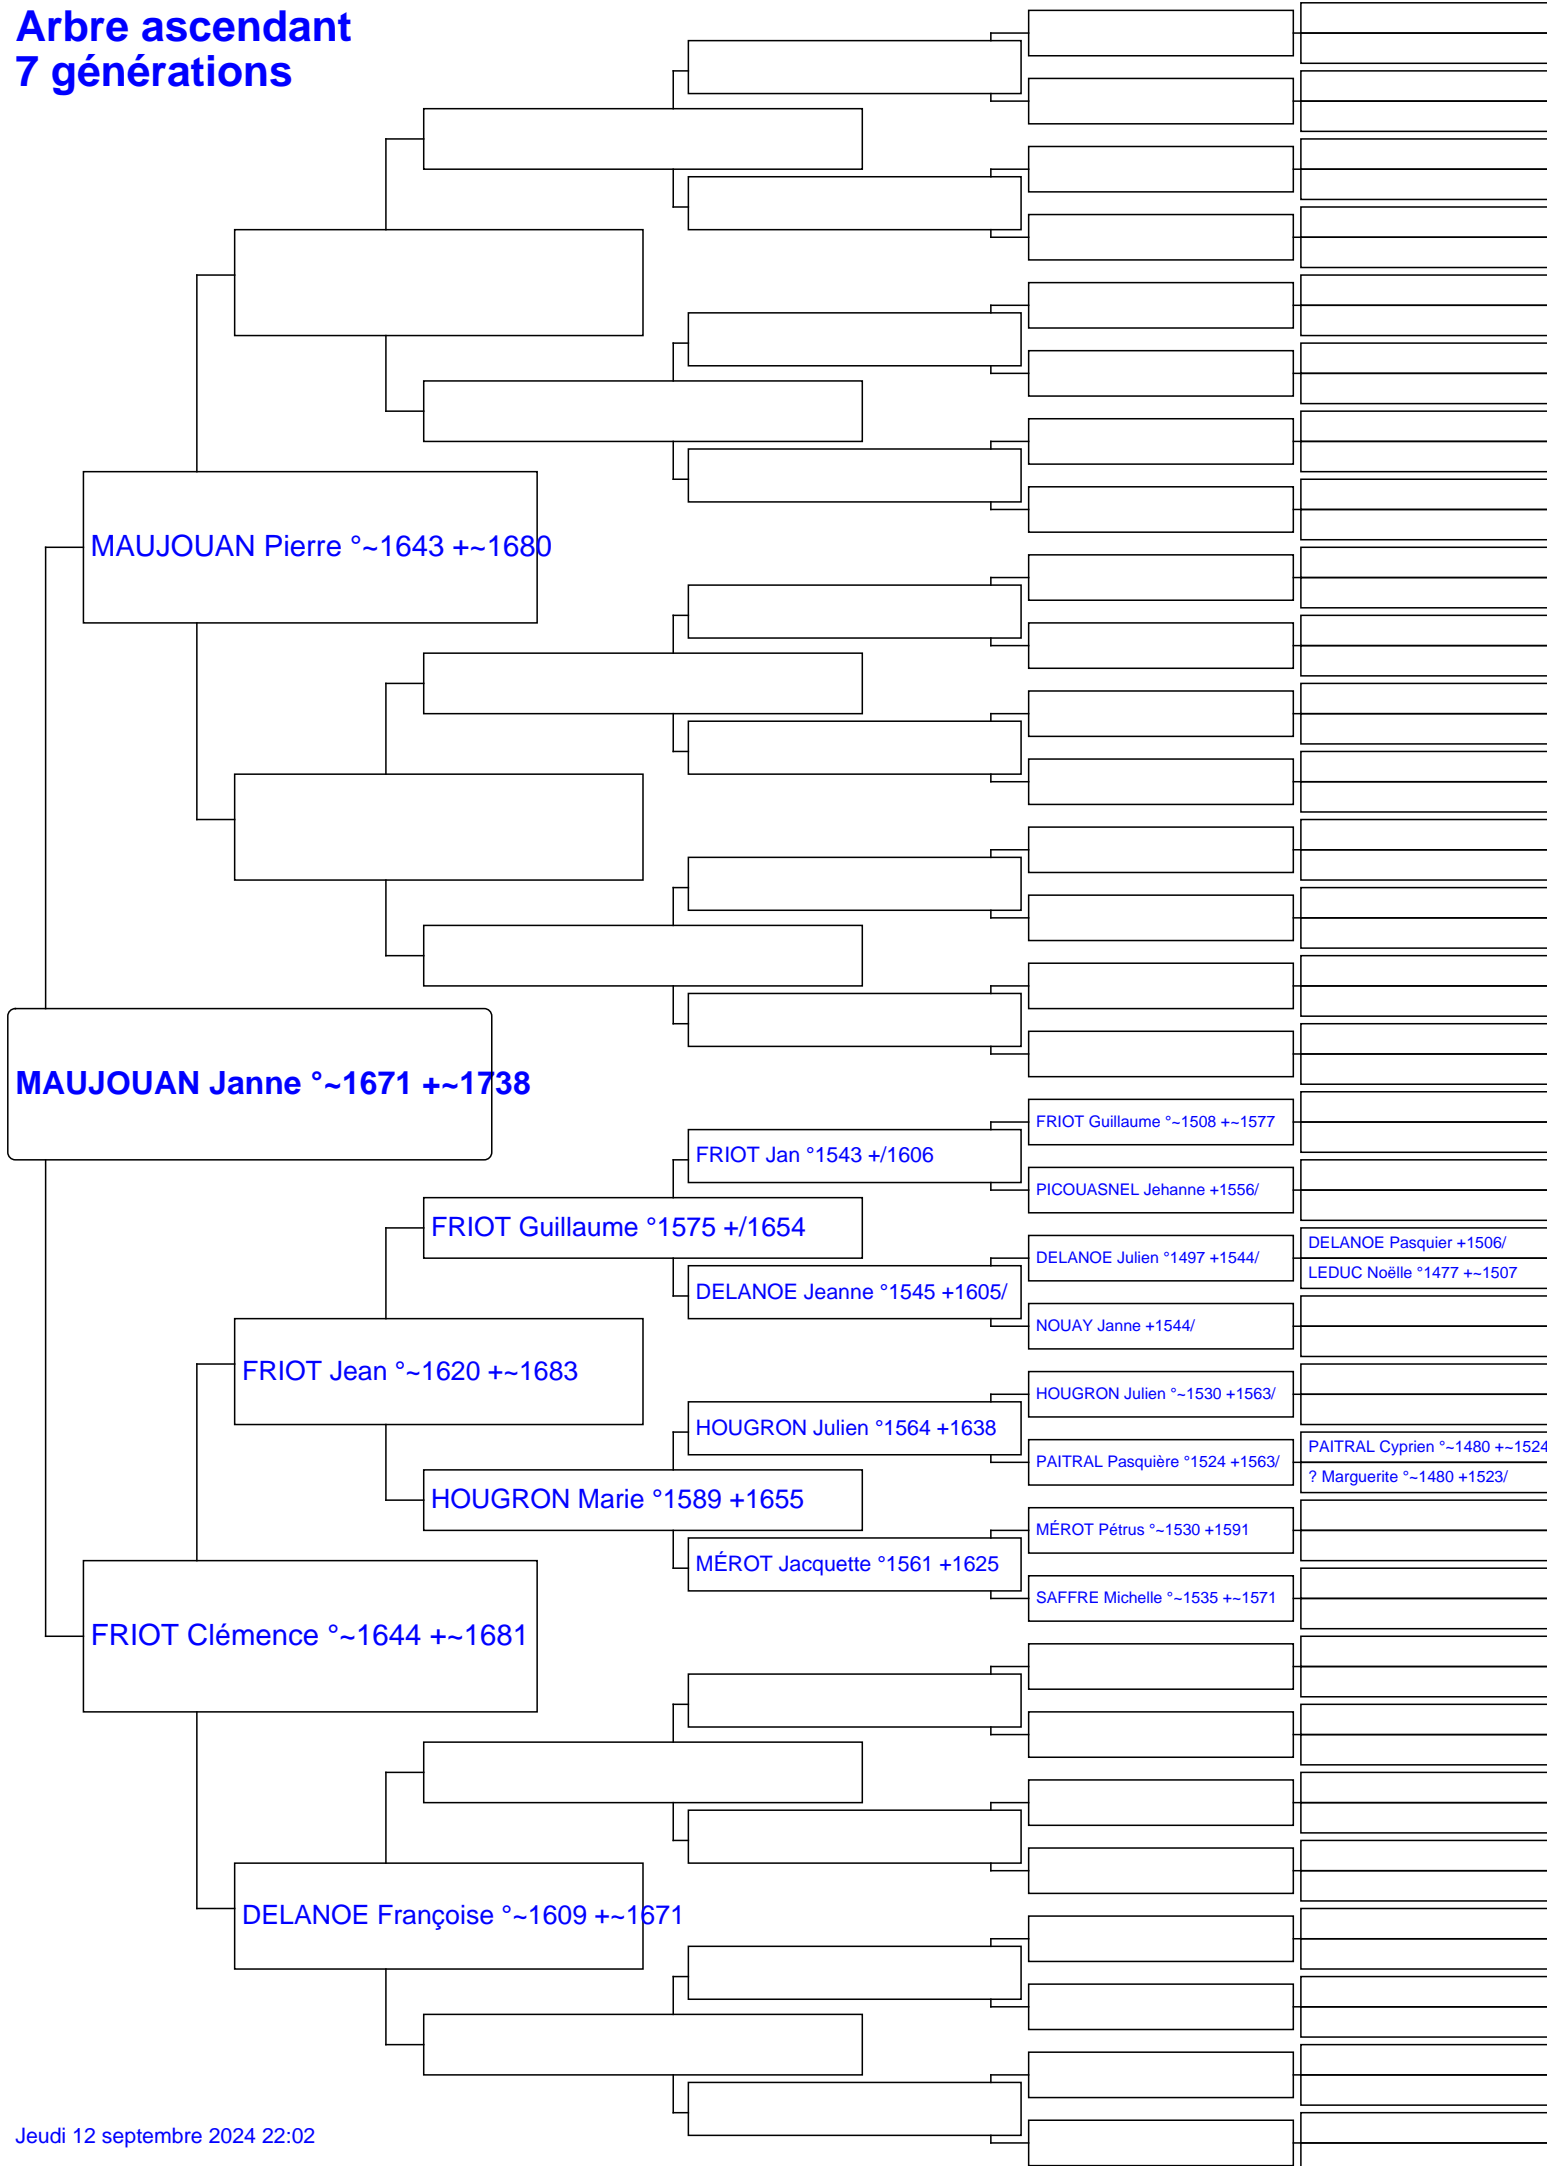 Arbre ascendant
7 générations
MAUJOUAN Pierre °~1643 +~1680
MAUJOUAN Janne °~1671 +~1738
FRIOT Guillaume °~1508 +~1577
FRIOT Jan °1543 +/1606
PICOUASNEL Jehanne +1556/
FRIOT Guillaume °1575 +/1654
DELANOE Pasquier +1506/
DELANOE Julien °1497 +1544/
LEDUC Noëlle °1477 +~1507
DELANOE Jeanne °1545 +1605/
NOUAY Janne +1544/
FRIOT Jean °~1620 +~1683
HOUGRON Julien °~1530 +1563/
HOUGRON Julien °1564 +1638
PAITRAL Cyprien °~1480 +~1524
PAITRAL Pasquière °1524 +1563/
? Marguerite °~1480 +1523/
HOUGRON Marie °1589 +1655
MÉROT Pétrus °~1530 +1591
MÉROT Jacquette °1561 +1625
SAFFRE Michelle °~1535 +~1571
FRIOT Clémence °~1644 +~1681
DELANOE Françoise °~1609 +~1671
Jeudi 12 septembre 2024 22:02